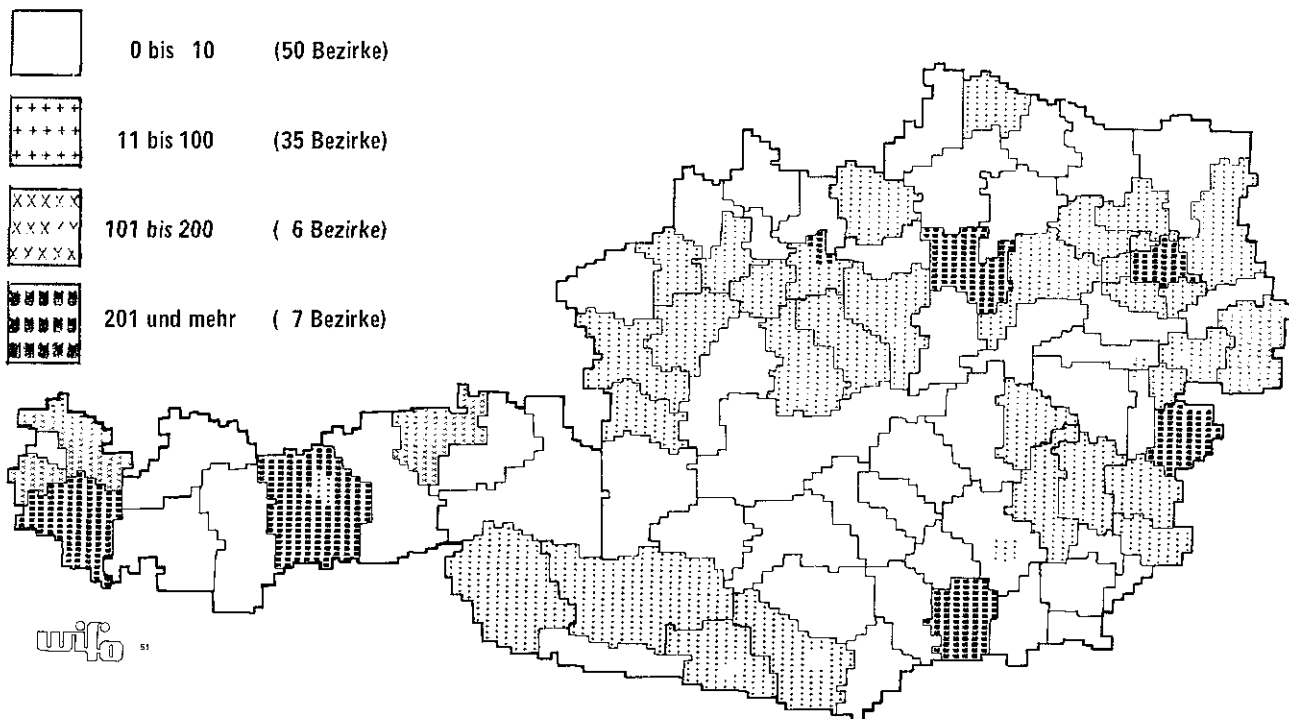 0 bis 10 (50 Bezirke)
11 bis 100 (35 Bezirke)
101 bis 200 ( 6 Bezirke)
201 und mehr ( 7 Bezirke)
wifo 51